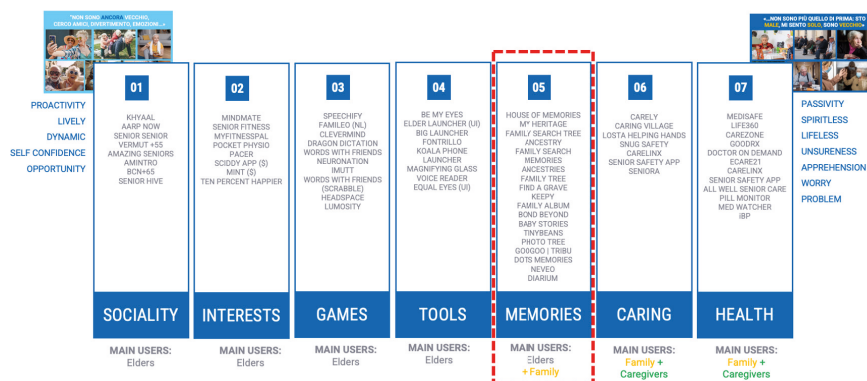 "NON SONO ANCORA VECCHIO,
CERCO AMICI, DIVERTIMENTO, EMOZIONI...»
«...NON SONO PIÙ QUELLO DI PRIMA: STO
MALE, MI SENTO SOLO, SONO VECCHIO»
PROACTIVITY
LIVELY
DYNAMIC
SELF CONFIDENCE
OPPORTUNITY
01
KHYAAL
AARP NOW
SENIOR SENIOR
VERMUT +55
AMAZING SENIORS
AMINTRO
BCN+65
SENIOR HIVE
SOCIALITY
MAIN USERS:
Elders
02
MINDMATE
SENIOR FITNESS
MYFITNESSPAL
POCKET PHYSIO
PACER
SCIDDY APP ($)
MINT ($)
TEN PERCENT HAPPIER
INTERESTS
MAIN USERS:
Elders
03
SPEECHIFY
FAMILEO (NL)
CLEVERMIND
DRAGON DICTATION
WORDS WITH FRIENDS
NEURONATION
IMUTT
WORDS WITH FRIENDS
(SCRABBLE)
HEADSPACE
LUMOSITY
GAMES
MAIN USERS:
Elders
04
BE MY EYES
ELDER LAUNCHER (UI)
BIG LAUNCHER
FONTRILLO
KOALA PHONE
LAUNCHER
MAGNIFYING GLASS
VOICE READER
EQUAL EYES (UI)
TOOLS
MAIN USERS:
Elders
05
HOUSE OF MEMORIES
M* HERITAGE
FAMILY SEARCH TREE
ANCESTRY
FAMILY SEARCH
MEMORIES
ANCESTRIES
FAMILY TREE
FIND A GRAVE
KEEPY
FAMILY ALBUM
BOND BEYOND
BABY STORIES
TINYBEANS
PHOTO TREE
GO0GOO | TRIBU
DOTS MEMORIES
NEVEO
DIARIUM
MEMORIES
MAIN USERS:
Elders
+ Family
06
CARELY
CARING VILLAGE
LOSTA HELPING HANDS
SNUG SAFETY
CARELINX
SENIOR SAFETY APP
SENIORA
CARING
MAIN USERS:
Family +
Caregivers
07
MEDISAFE
LIFE360
CAREZONE
GOODRX
DOCTOR ON DEMAND
ECARE21
CARELINX
SENIOR SAFETY APP
ALL WELL SENIOR CARE
PILL MONITOR
MED WATCHER
iBP
HEALTH
MAIN USERS:
Family +
Caregivers
PASSIVITY
SPIRITLESS
LIFELESS
UNSURENESS
APPREHENSION
WORRY
PROBLEM